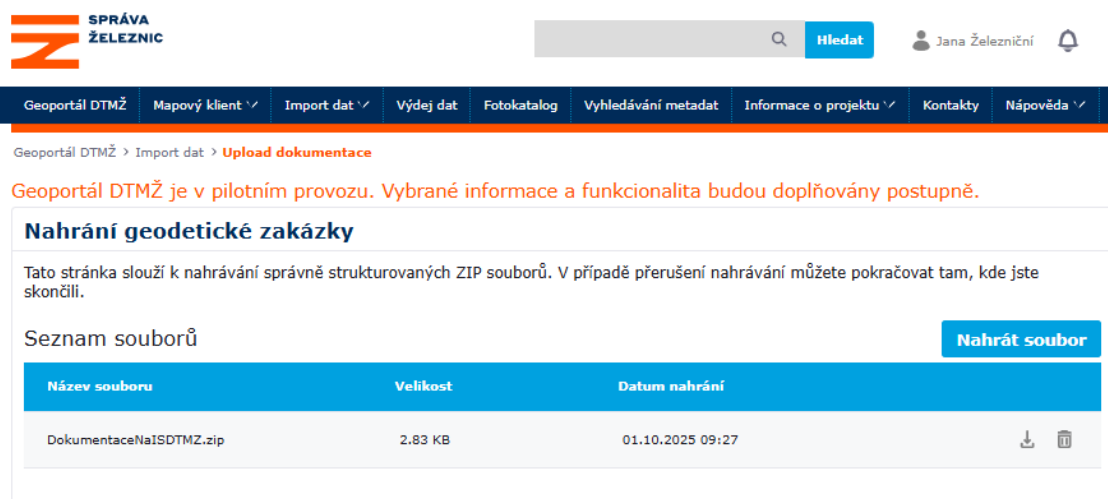 SPRÁVA
ŽELEZNIC
Hledat
Jana Železniční
Geoportál DTMŽ Mapový klient Import dat Výdej dat Fotokatalog Vyhledávání metadat Informace o projektu Kontakty Nápověda
Geoportál DTMŽ > Import dat > Upload dokumentace
Geoportál DTMŽ je v pilotním provozu. Vybrané informace a funkcionalita budou doplňovány postupně.
Nahrání geodetické zakázky
Tato stránka slouží k nahrávání správně strukturovaných ZIP souborů. V případě přerušení nahrávání můžete pokračovat tam, kde jste
skončili.
Seznam souborů
Nahrát soubor
Název souboru Velikost Datum nahrání
DokumentaceNaISDTMZ.zip 2.83 KB 01.10.2025 09:27